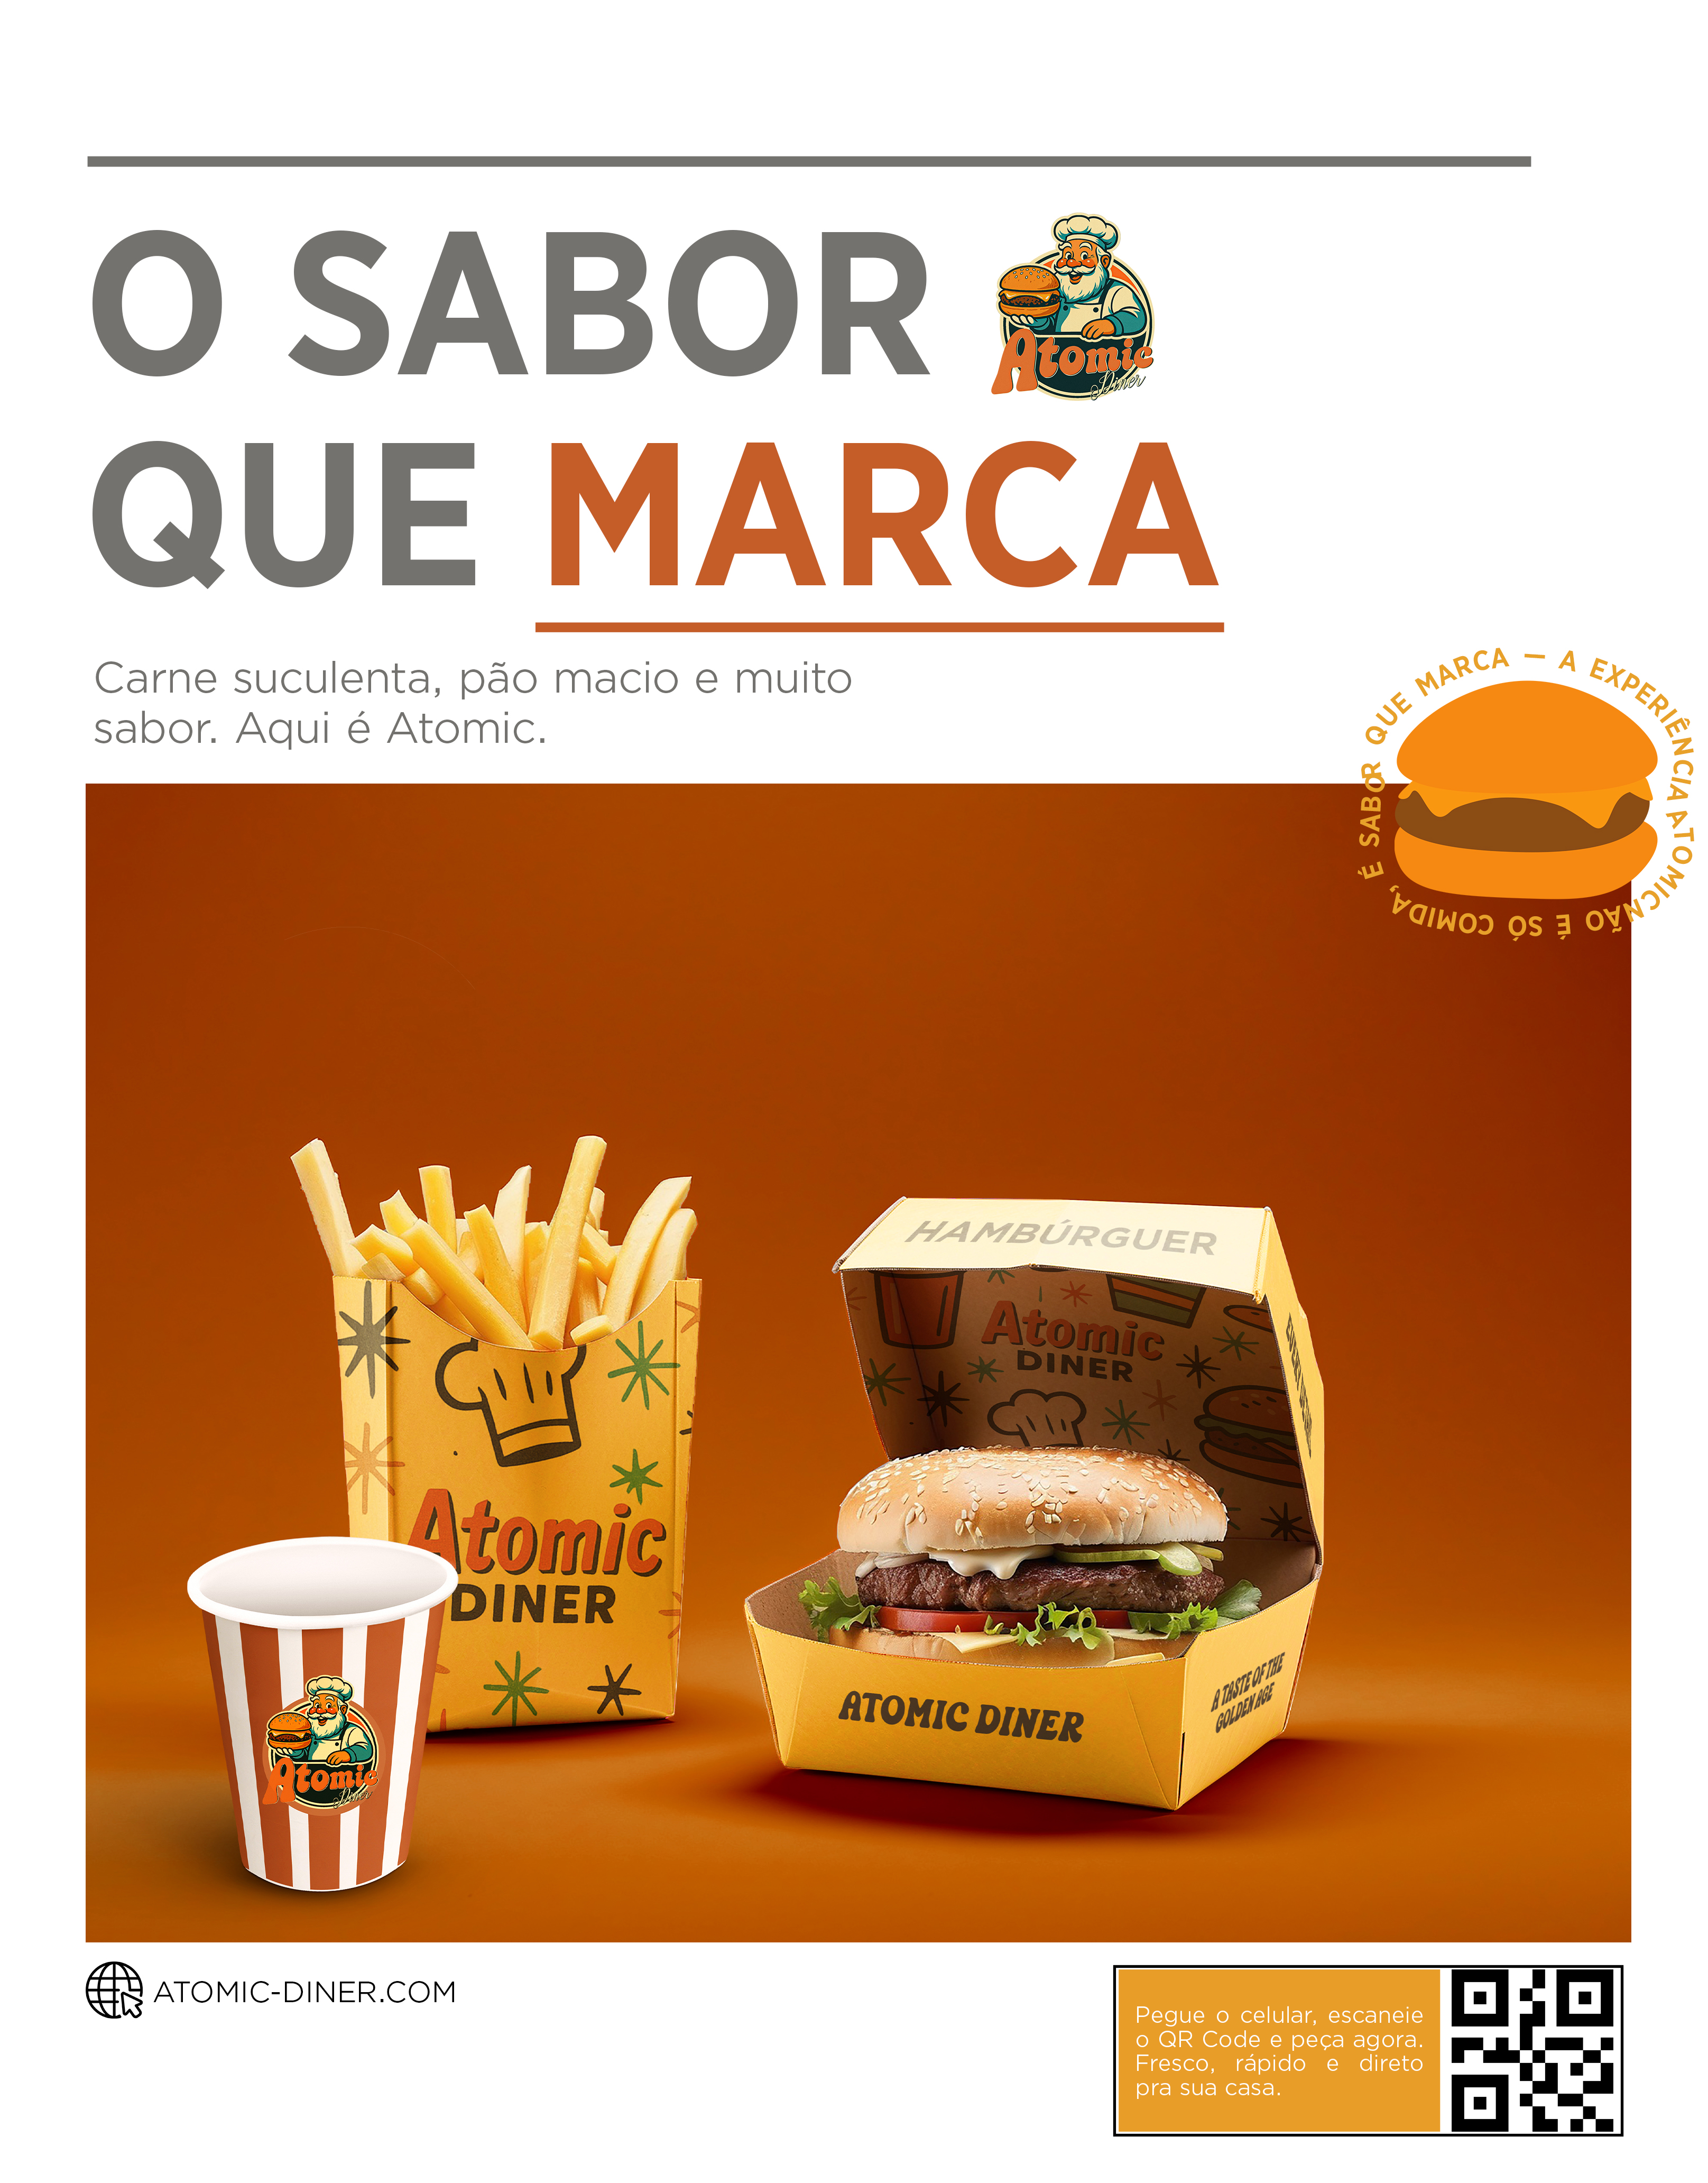 O SABOR
Atomic
Diner
QUE MARCA
Carne suculenta, pão macio e muito
sabor. Aqui é Atomic.
NÃO É SÓ COMIDA, É SABOR QUE MARCA — A EXPERIÊNCIA ATOMIC
HAMBÚRGUER
Atomic
DINER
Atomic
DINER
ATOMIC DINER
A TASTE OF THE
GOLDEN AGE
Atomic
Diner
ATOMIC-DINER.COM
Pegue o celular, escaneie
o QR Code e peça agora.
Fresco, rápido e direto
pra sua casa.